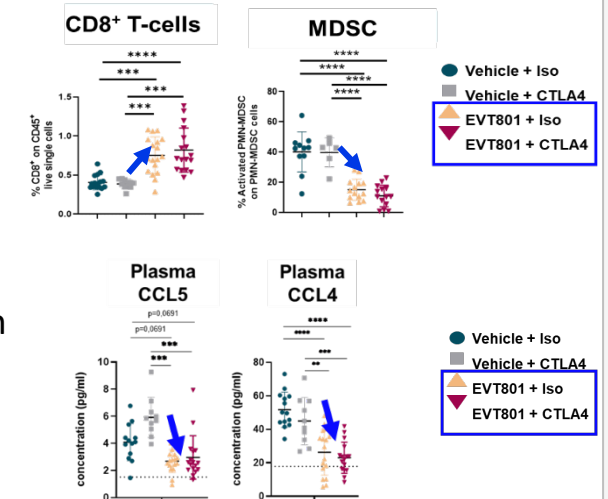 CD8⁺ T-cells
****
***
***
***
% CD8⁺ on CD45⁺
live single cells
1.5
1.0
0.5
0.0
MDSC
****
****
****
****
% Activated PMN-MDSC
on PMN-MDSC cells
80
60
40
20
0
Vehicle + Iso
Vehicle + CTLA4
EVT801 + Iso
EVT801 + CTLA4
n
Plasma
CCL5
p=0,0691
p=0,0691
***
***
concentration (pg/ml)
10
8
6
4
2
0
Plasma
CCL4
****
****
***
**
concentration (pg/ml)
80
60
40
20
0
Vehicle + Iso
Vehicle + CTLA4
EVT801 + Iso
EVT801 + CTLA4